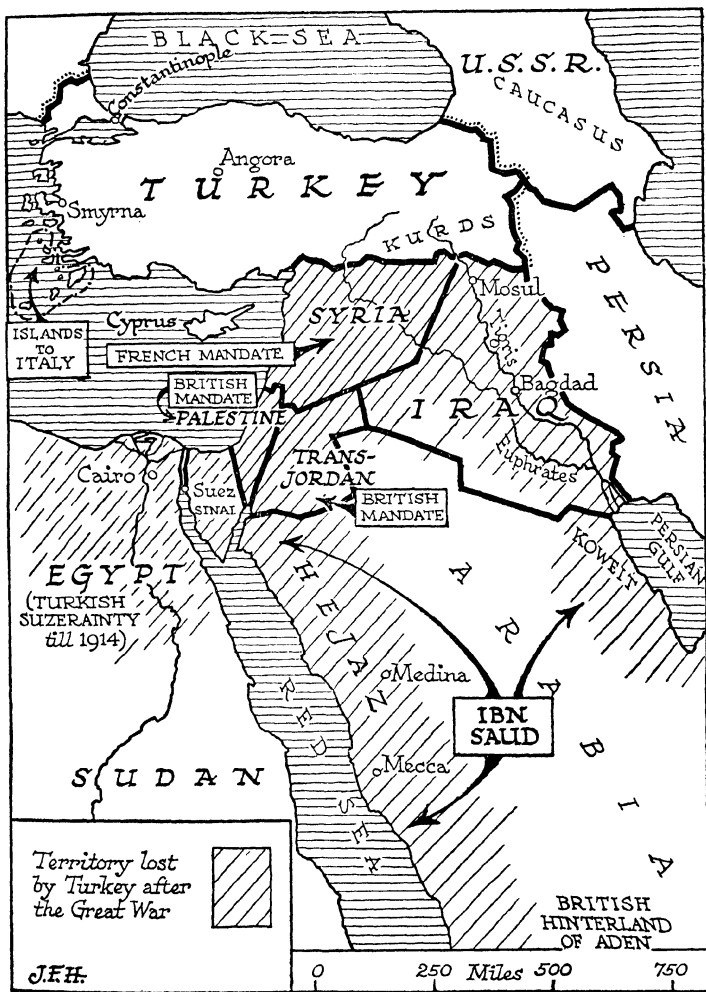 BLACK SEA
U.S.S.R.
CAUCASUS
Constantinople
Angora
TURKEY
Smyrna
KURDS
PERSIA
Mosul
SYRIA
Tigris
Cyprus
ISLANDS
TO
ITALY
FRENCH MANDATE
BRITISH
MANDATE
PALESTINE
Bagdad
IRAQ
Euphrates
TRANS-
JORDAN
Cairo
Suez
SINAI
BRITISH
MANDATE
PERSIAN
GULF
KOWEIT
EGYPT
(TURKISH
SUZERAINTY
till 1914)
HEJAZ
ARABIA
Medina
RED SEA
IBN
SAUD
Mecca
SUDAN
Territory lost
by Turkey after
the Great War
BRITISH
HINTERLAND
OF ADEN
J.F.H.
0 250 Miles 500 750